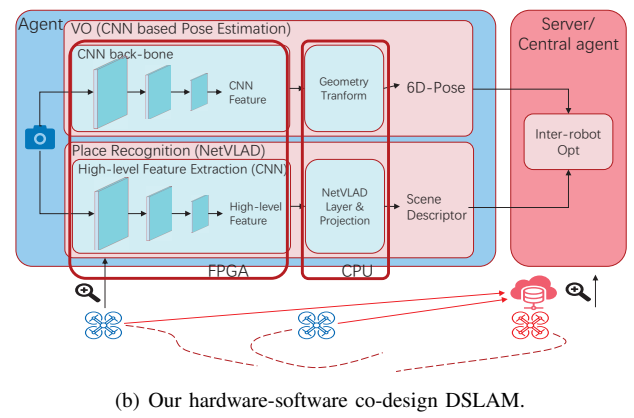 Agent
VO (CNN based Pose Estimation)
CNN back-bone
CNN
Feature
Geometry
Tranform
6D-Pose
Server/
Central agent
Inter-robot
Opt
Place Recognition (NetVLAD)
High-level Feature Extraction (CNN)
High-level
Feature
NetVLAD
Layer &
Projection
Scene
Descriptor
FPGA
CPU
(b) Our hardware-software co-design DSLAM.